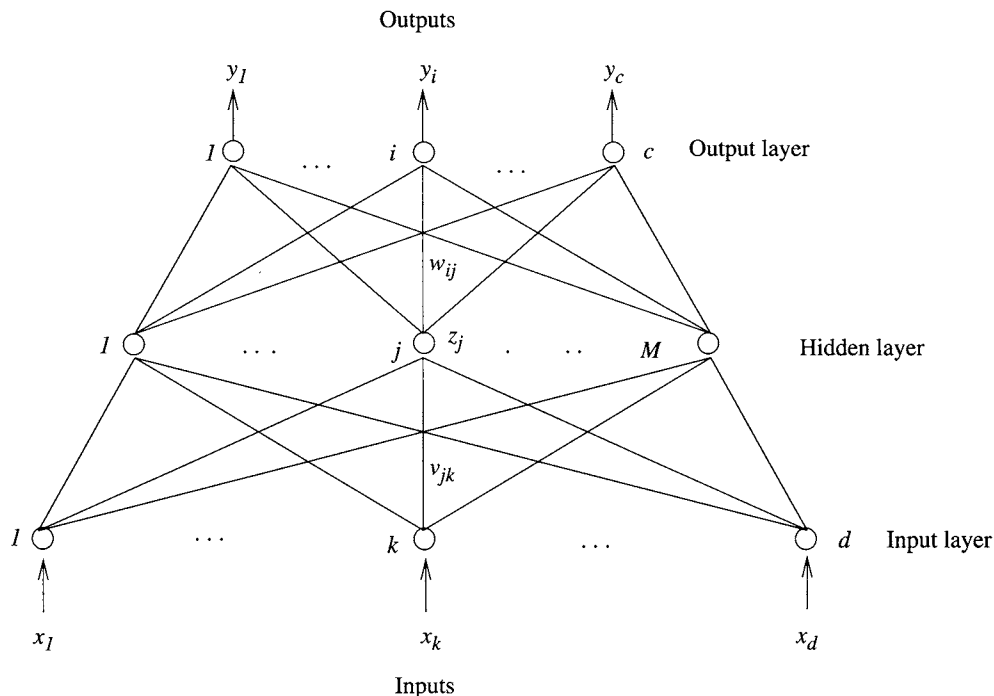 Outputs
y1 yi yc
1 ... i ... c Output layer
wij
1 ... j zj . .. M Hidden layer
vjk
1 ... k ... d Input layer
x1 xk xd
Inputs